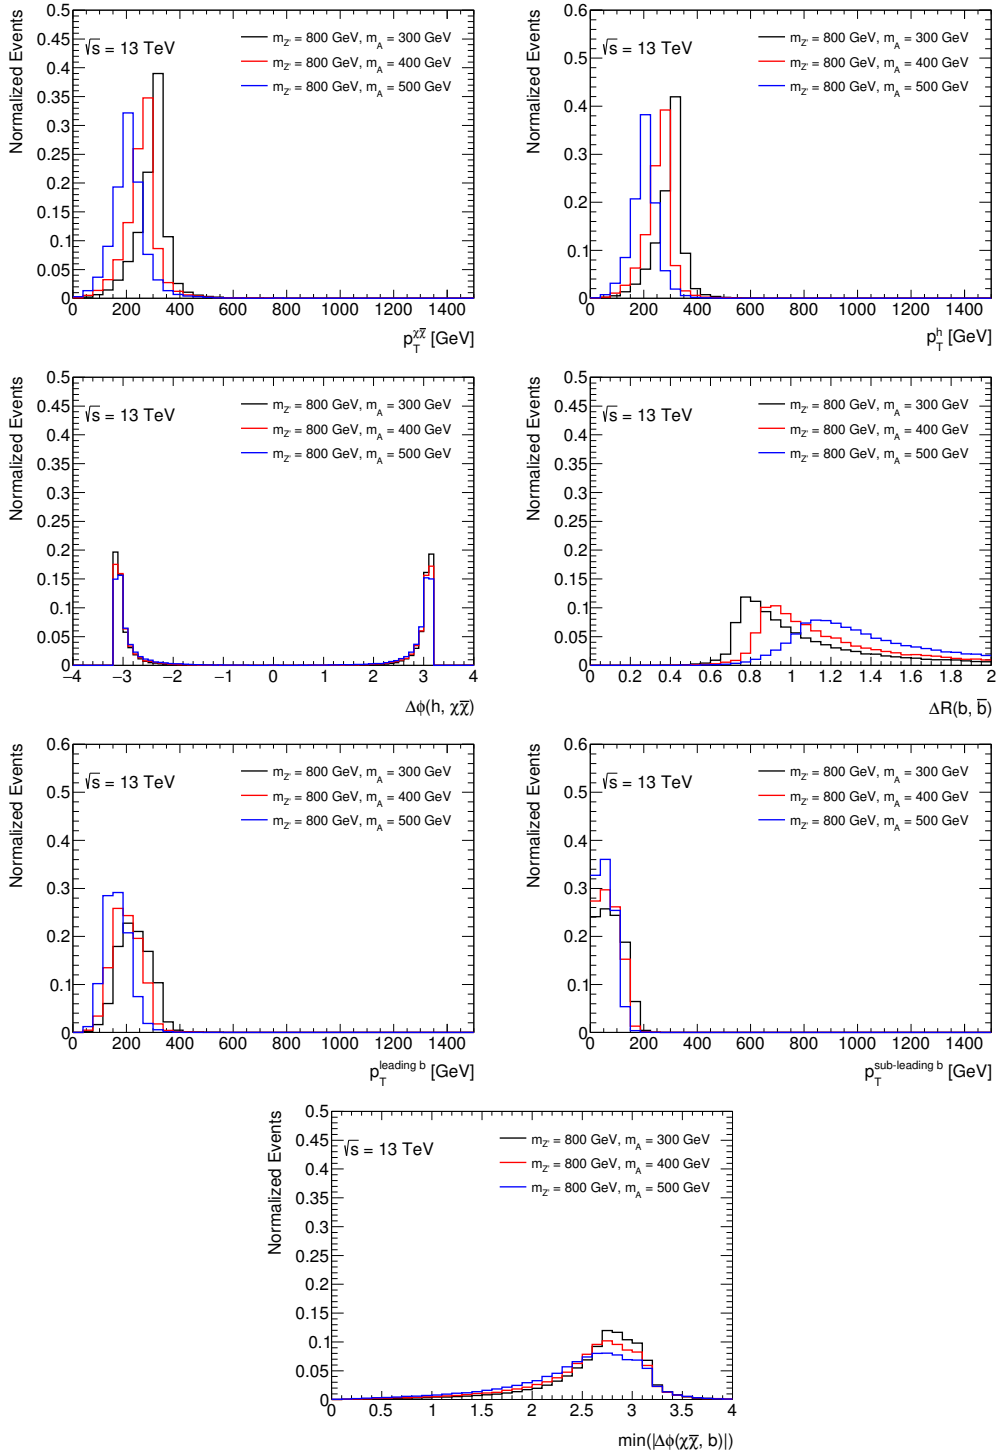 Normalized Events
0.5
0.45
0.4
0.35
0.3
0.25
0.2
0.15
0.1
0.05
0
√s = 13 TeV
m_Z' = 800 GeV, m_A = 300 GeV
m_Z' = 800 GeV, m_A = 400 GeV
m_Z' = 800 GeV, m_A = 500 GeV
0 200 400 600 800 1000 1200 1400
p_T^χχ̅ [GeV]
Normalized Events
0.6
0.5
0.4
0.3
0.2
0.1
0
√s = 13 TeV
m_Z' = 800 GeV, m_A = 300 GeV
m_Z' = 800 GeV, m_A = 400 GeV
m_Z' = 800 GeV, m_A = 500 GeV
0 200 400 600 800 1000 1200 1400
p_T^h [GeV]
Normalized Events
0.5
0.45
0.4
0.35
0.3
0.25
0.2
0.15
0.1
0.05
0
√s = 13 TeV
m_Z' = 800 GeV, m_A = 300 GeV
m_Z' = 800 GeV, m_A = 400 GeV
m_Z' = 800 GeV, m_A = 500 GeV
−4 −3 −2 −1 0 1 2 3 4
Δϕ(h, χχ̅)
Normalized Events
0.5
0.45
0.4
0.35
0.3
0.25
0.2
0.15
0.1
0.05
0
√s = 13 TeV
m_Z' = 800 GeV, m_A = 300 GeV
m_Z' = 800 GeV, m_A = 400 GeV
m_Z' = 800 GeV, m_A = 500 GeV
0 0.2 0.4 0.6 0.8 1 1.2 1.4 1.6 1.8 2
ΔR(b, b̅)
Normalized Events
0.6
0.5
0.4
0.3
0.2
0.1
0
√s = 13 TeV
m_Z' = 800 GeV, m_A = 300 GeV
m_Z' = 800 GeV, m_A = 400 GeV
m_Z' = 800 GeV, m_A = 500 GeV
0 200 400 600 800 1000 1200 1400
p_T^leading b [GeV]
Normalized Events
0.6
0.5
0.4
0.3
0.2
0.1
0
√s = 13 TeV
m_Z' = 800 GeV, m_A = 300 GeV
m_Z' = 800 GeV, m_A = 400 GeV
m_Z' = 800 GeV, m_A = 500 GeV
0 200 400 600 800 1000 1200 1400
p_T^sub-leading b [GeV]
Normalized Events
0.5
0.45
0.4
0.35
0.3
0.25
0.2
0.15
0.1
0.05
0
√s = 13 TeV
m_Z' = 800 GeV, m_A = 300 GeV
m_Z' = 800 GeV, m_A = 400 GeV
m_Z' = 800 GeV, m_A = 500 GeV
0 0.5 1 1.5 2 2.5 3 3.5 4
min(|Δϕ(χχ̅, b)|)